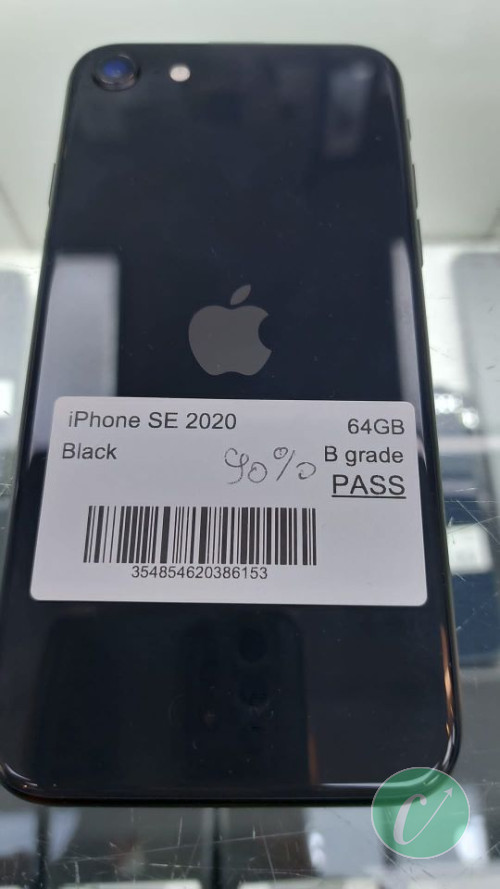 iPhone SE 2020 64GB
Black 90% B grade
PASS
354854620386153